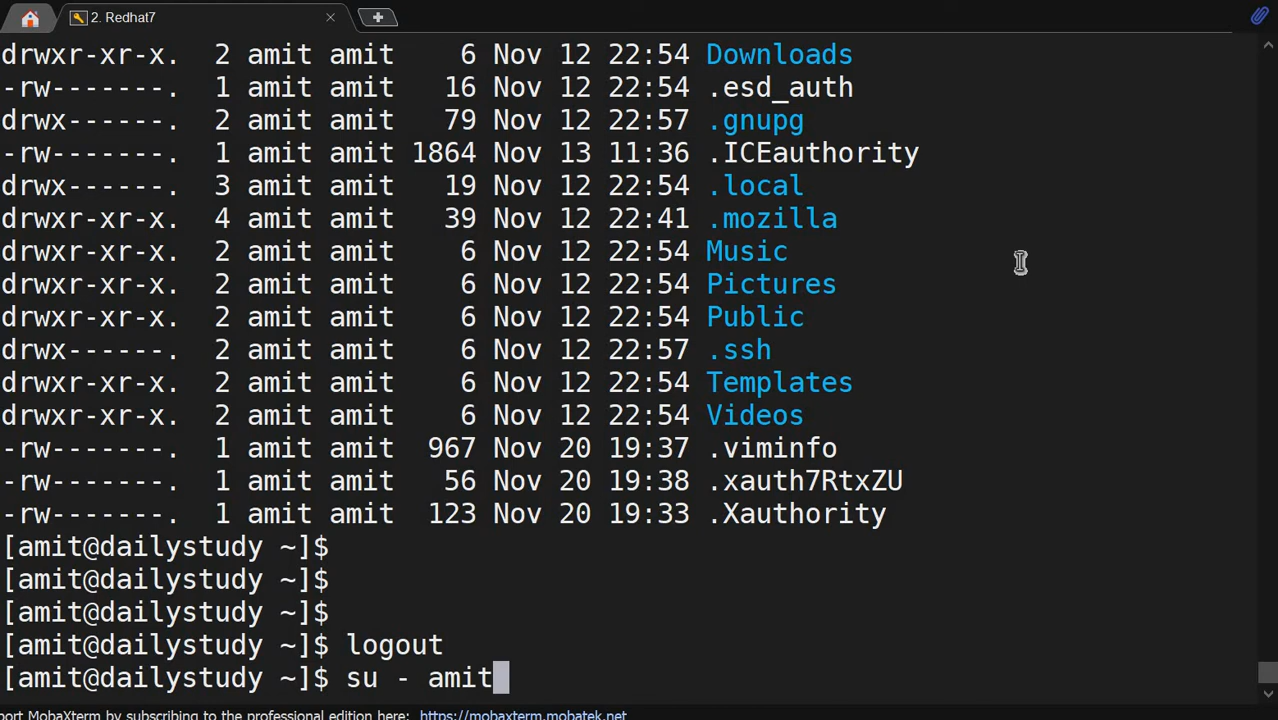 2. Redhat7
drwxr-xr-x. 2 amit amit 6 Nov 12 22:54 Downloads
-rw-------. 1 amit amit 16 Nov 12 22:54 .esd_auth
drwx------. 2 amit amit 79 Nov 12 22:57 .gnupg
-rw-------. 1 amit amit 1864 Nov 13 11:36 .ICEauthority
drwx------. 3 amit amit 19 Nov 12 22:54 .local
drwxr-xr-x. 4 amit amit 39 Nov 12 22:41 .mozilla
drwxr-xr-x. 2 amit amit 6 Nov 12 22:54 Music
drwxr-xr-x. 2 amit amit 6 Nov 12 22:54 Pictures
drwxr-xr-x. 2 amit amit 6 Nov 12 22:54 Public
drwx------. 2 amit amit 6 Nov 12 22:57 .ssh
drwxr-xr-x. 2 amit amit 6 Nov 12 22:54 Templates
drwxr-xr-x. 2 amit amit 6 Nov 12 22:54 Videos
-rw-------. 1 amit amit 967 Nov 20 19:37 .viminfo
-rw-------. 1 amit amit 56 Nov 20 19:38 .xauth7RtxZU
-rw-------. 1 amit amit 123 Nov 20 19:33 .Xauthority
[amit@dailystudy ~]$
[amit@dailystudy ~]$
[amit@dailystudy ~]$
[amit@dailystudy ~]$ logout
[amit@dailystudy ~]$ su - amit
port MobaXterm by subscribing to the professional edition here: https://mobaxterm.mobatek.net